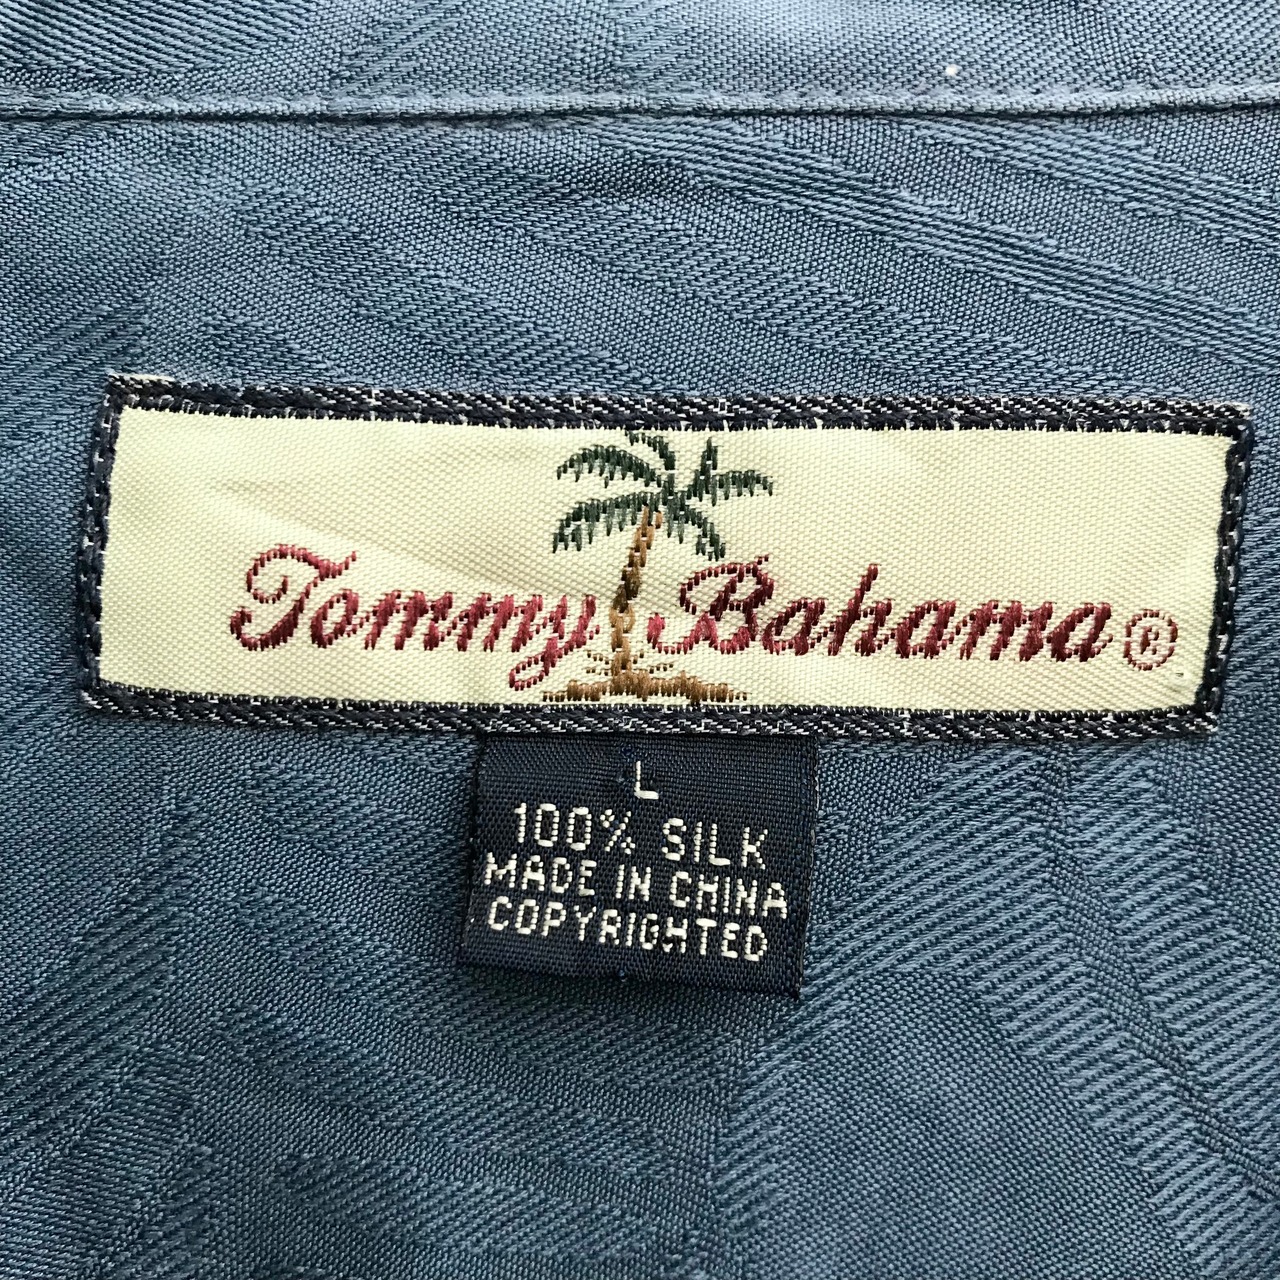 Tommy Bahama®
L
100% SILK
MADE IN CHINA
COPYRIGHTED